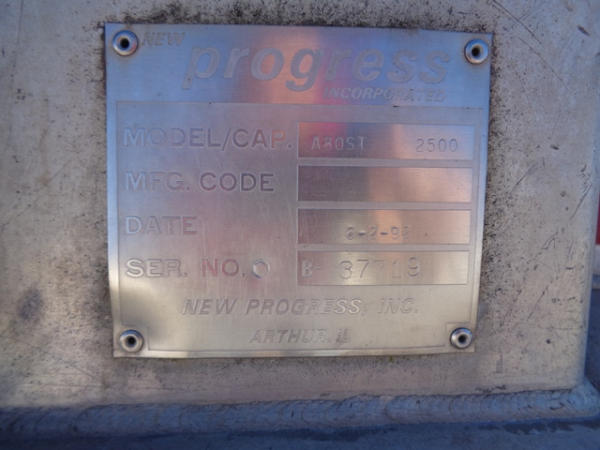 NEW
progress
INCORPORATED
MODEL/CAP. A80ST 2500
MFG. CODE
DATE
SER. NO. B- 37719
NEW PROGRESS, INC.
ARTHUR, IL